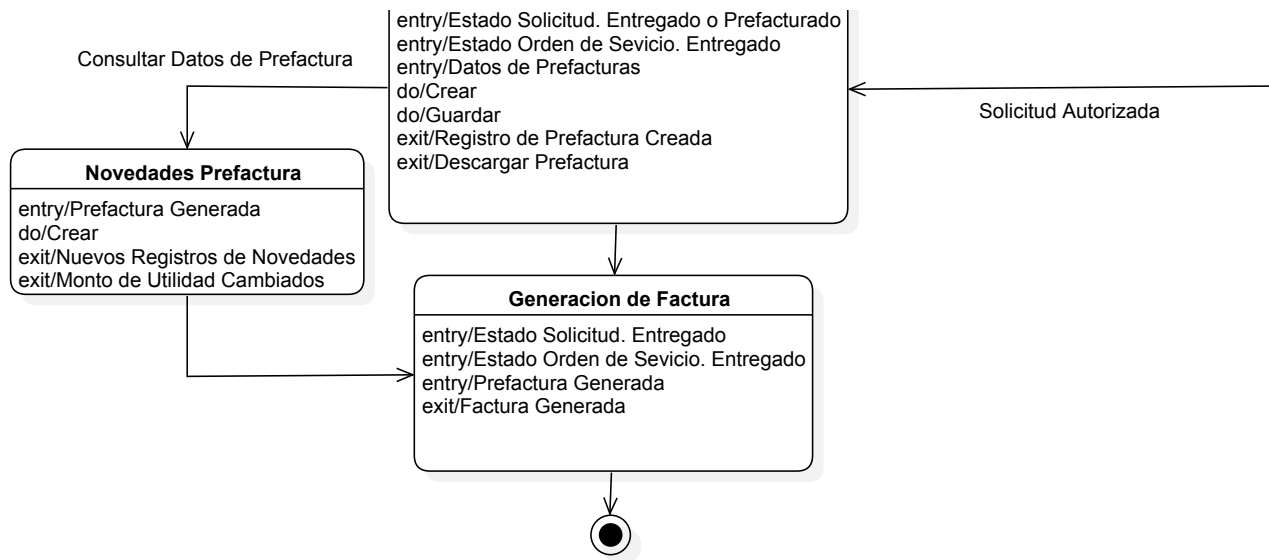 entry/Estado Solicitud. Entregado o Prefacturado
entry/Estado Orden de Sevicio. Entregado
entry/Datos de Prefacturas
do/Crear
do/Guardar
exit/Registro de Prefactura Creada
exit/Descargar Prefactura
Consultar Datos de Prefactura
Solicitud Autorizada
Novedades Prefactura
entry/Prefactura Generada
do/Crear
exit/Nuevos Registros de Novedades
exit/Monto de Utilidad Cambiados
Generacion de Factura
entry/Estado Solicitud. Entregado
entry/Estado Orden de Sevicio. Entregado
entry/Prefactura Generada
exit/Factura Generada